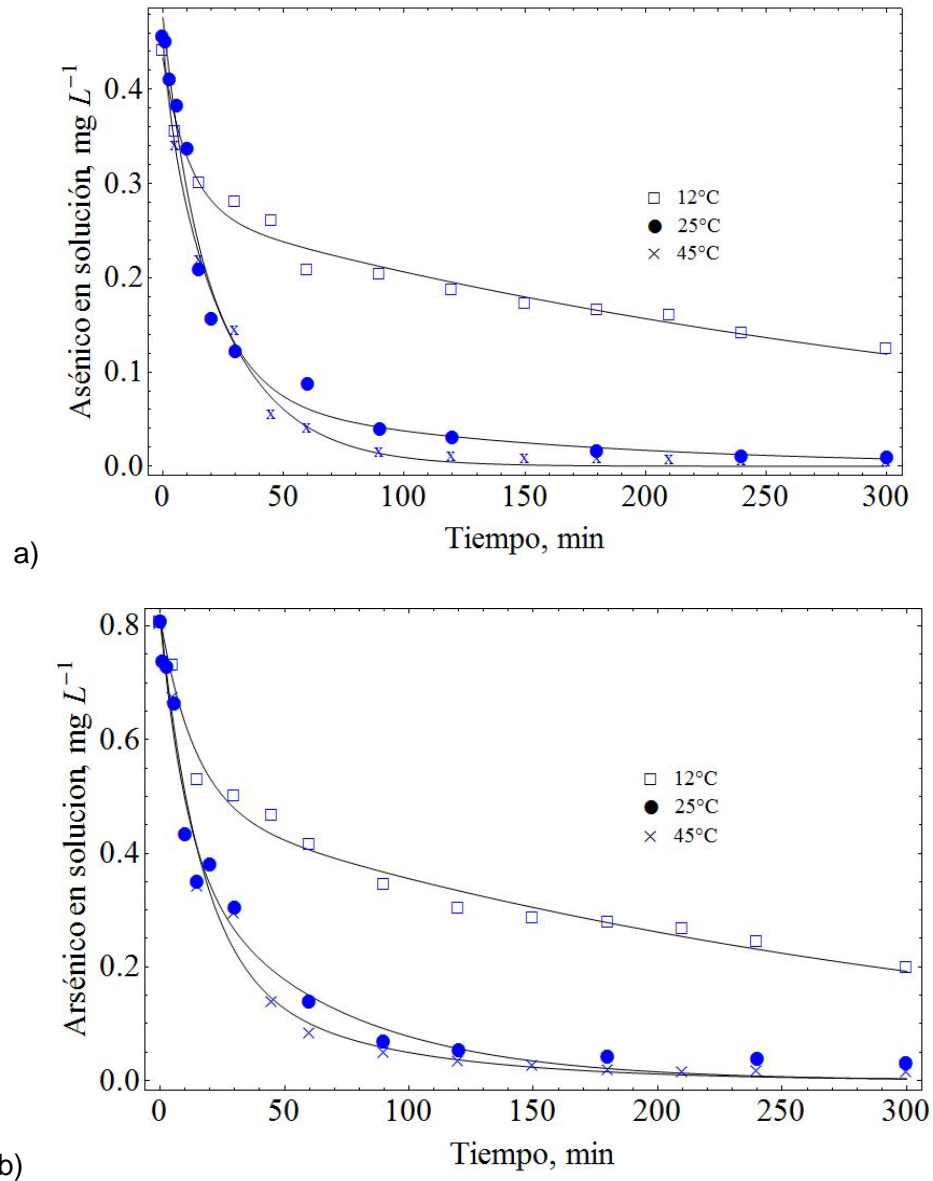 0.4
0.3
0.2
0.1
0.0
Asénico en solución, mg L⁻¹
□ 12°C
● 25°C
× 45°C
0 50 100 150 200 250 300
Tiempo, min
a)
0.8
0.6
0.4
0.2
0.0
Arsénico en solucion, mg L⁻¹
□ 12°C
● 25°C
× 45°C
0 50 100 150 200 250 300
Tiempo, min
b)